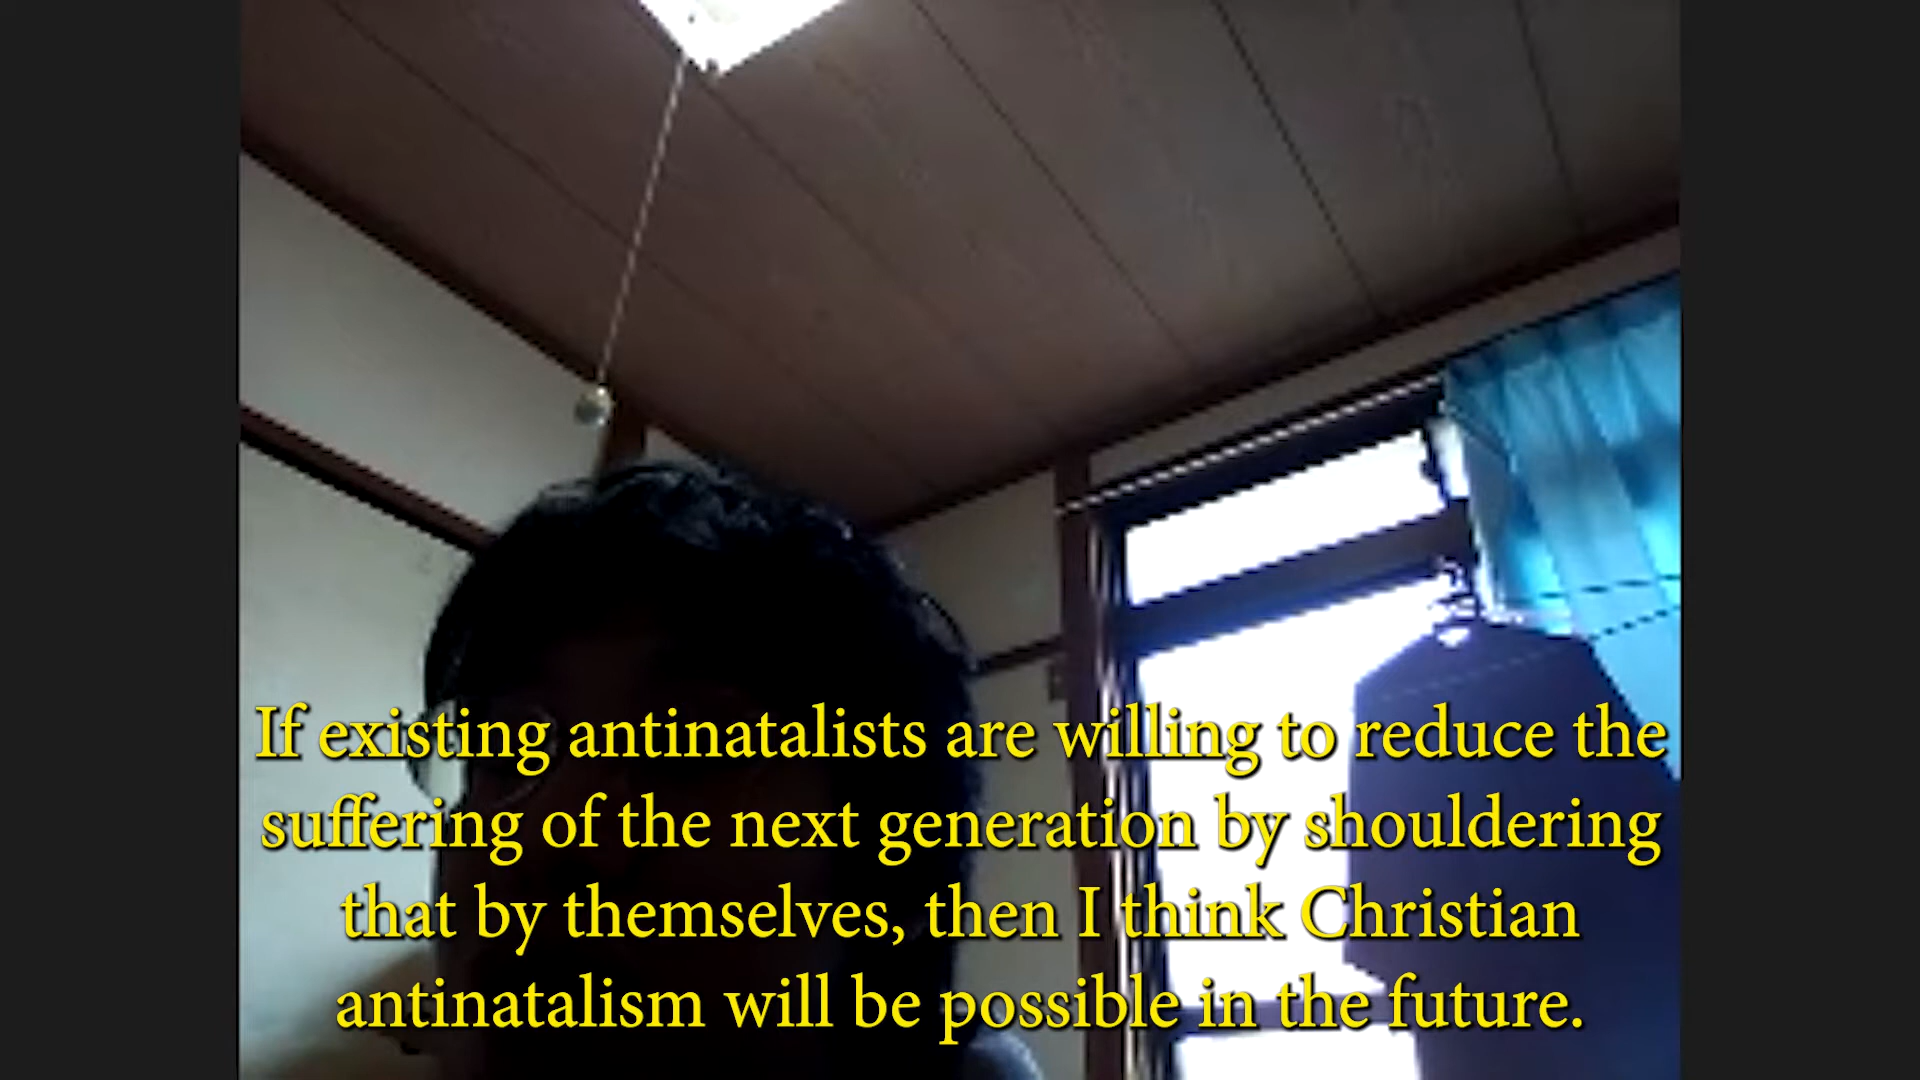 If existing antinatalists are willing to reduce the
suffering of the next generation by shouldering
that by themselves, then I think Christian
antinatalism will be possible in the future.